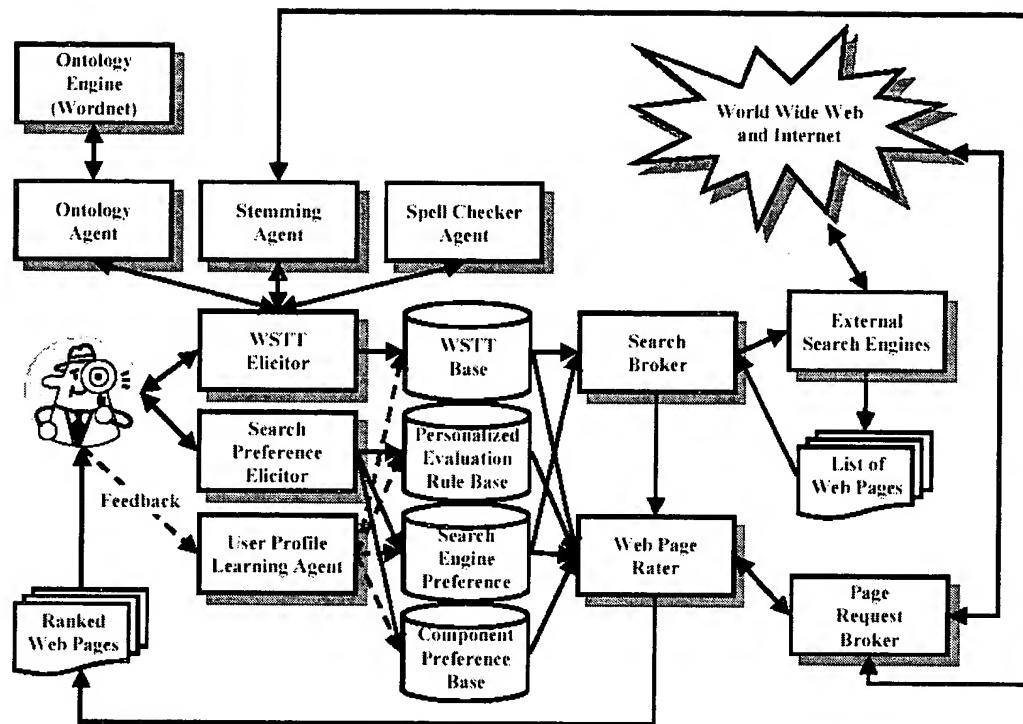 Ontology
Engine
(Wordnet)
World Wide Web
and Internet
Ontology
Agent
Stemming
Agent
Spell Checker
Agent
WSTT
Elicitor
WSTT
Base
Search
Broker
External
Search Engines
Search
Preference
Elicitor
Personalized
Evaluation
Rule Base
List of
Web Pages
Feedback
User Profile
Learning Agent
Search
Engine
Preference
Web Page
Rater
Ranked
Web Pages
Component
Preference
Base
Page
Request
Broker